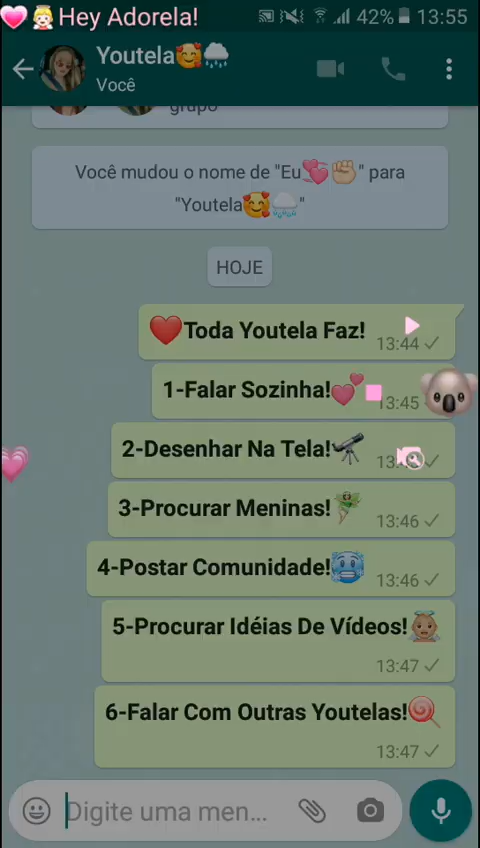 💗👸🏼Hey Adorela!
42% 13:55
Youtela🥰🌧️
Você
grupo
Você mudou o nome de "Eu💞✊🏻" para
"Youtela🥰🌧️"
HOJE
❤️Toda Youtela Faz!
13:44
1-Falar Sozinha!💕
13:45
2-Desenhar Na Tela!🔭
3-Procurar Meninas!🧚🏼‍♀️
13:46
4-Postar Comunidade!🥶
13:46
5-Procurar Idéias De Vídeos!👼🏼
13:47
6-Falar Com Outras Youtelas!🍭
13:47
Digite uma men...